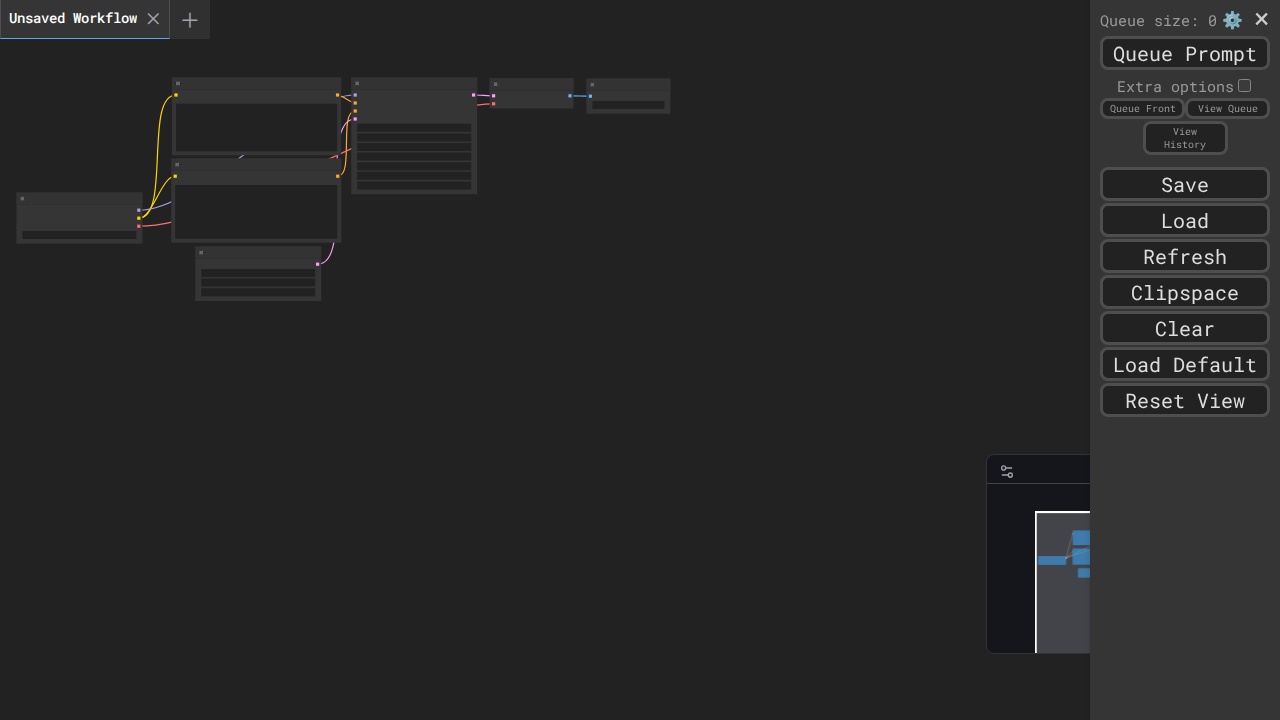 Unsaved Workflow
Queue size: 0
Queue Prompt
Extra options
Queue Front
View Queue
View
History
Save
Load
Refresh
Clipspace
Clear
Load Default
Reset View